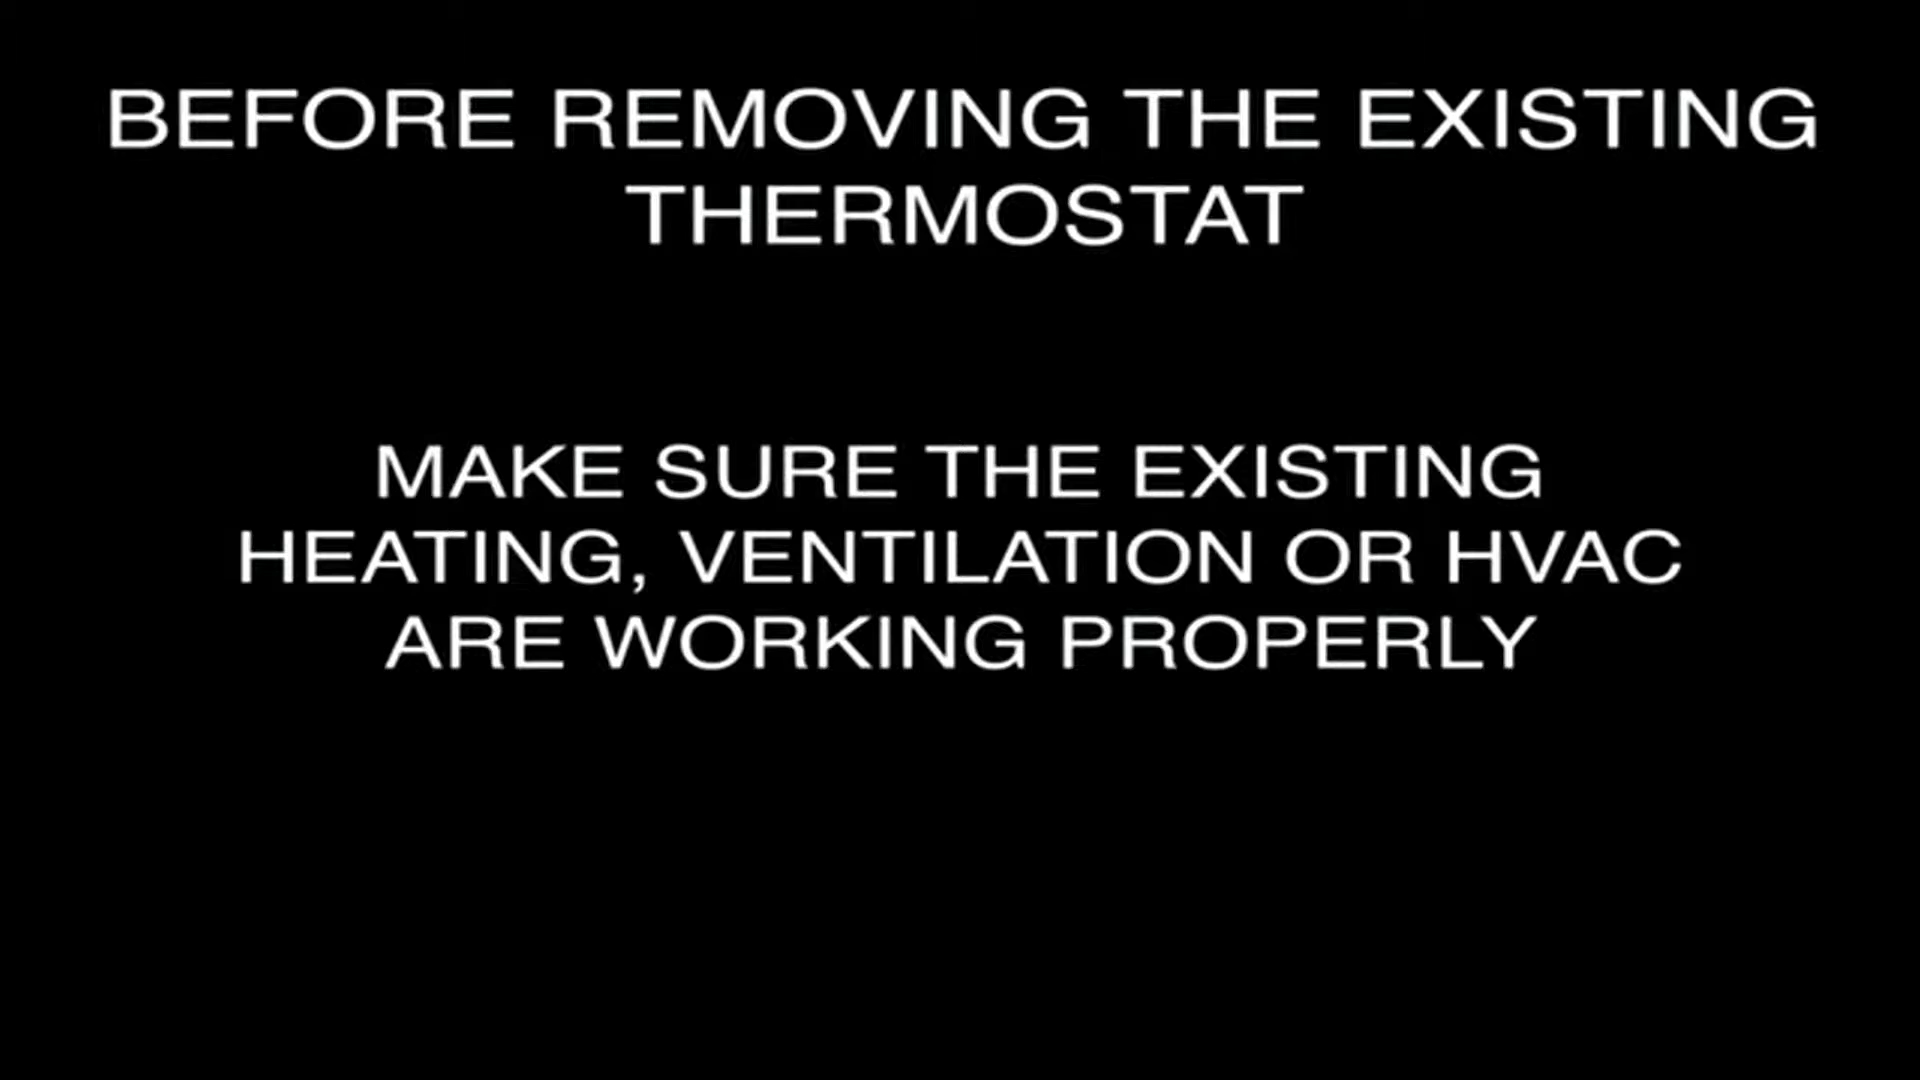 BEFORE REMOVING THE EXISTING
THERMOSTAT
MAKE SURE THE EXISTING
HEATING, VENTILATION OR HVAC
ARE WORKING PROPERLY